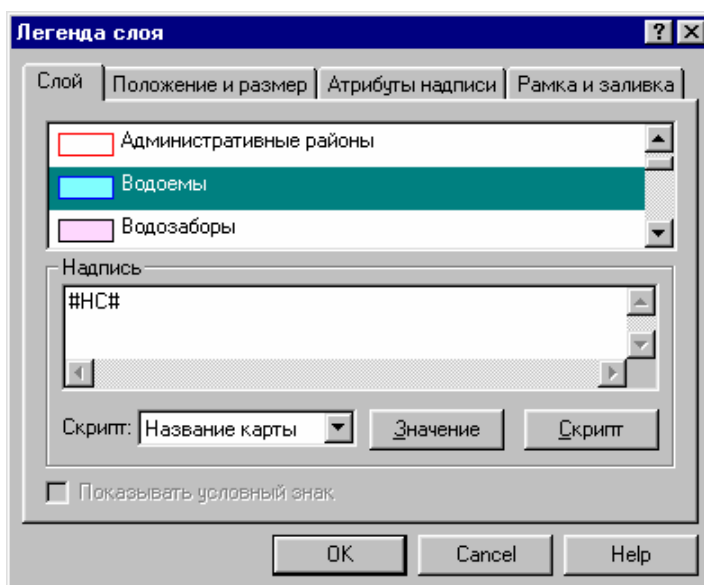 Легенда слоя
Слой Положение и размер Атрибуты надписи Рамка и заливка
Административные районы
Водоемы
Водозаборы
Надпись
#НС#
Скрипт: Название карты Значение Скрипт
Показывать условный знак
OK Cancel Help